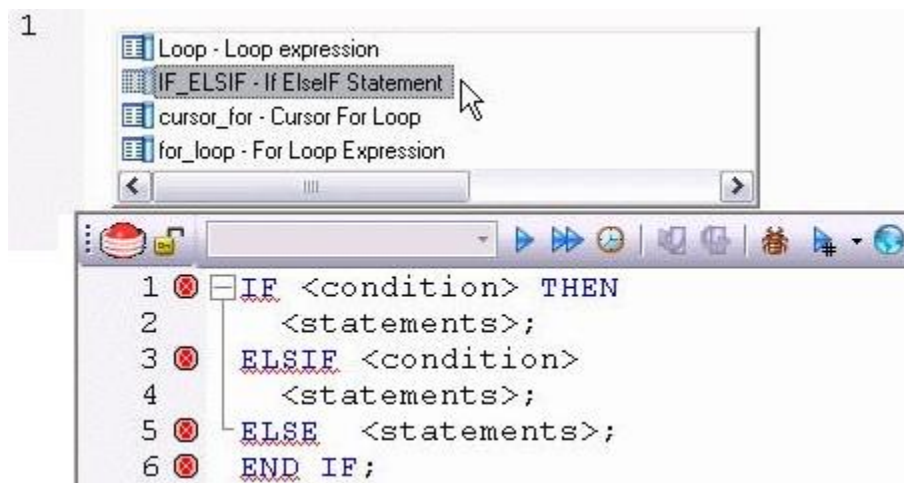 1
Loop - Loop expression
IF_ELSIF - If ElseIF Statement
cursor_for - Cursor For Loop
for_loop - For Loop Expression
1 IF <condition> THEN
2 <statements>;
3 ELSIF <condition>
4 <statements>;
5 ELSE <statements>;
6 END IF;